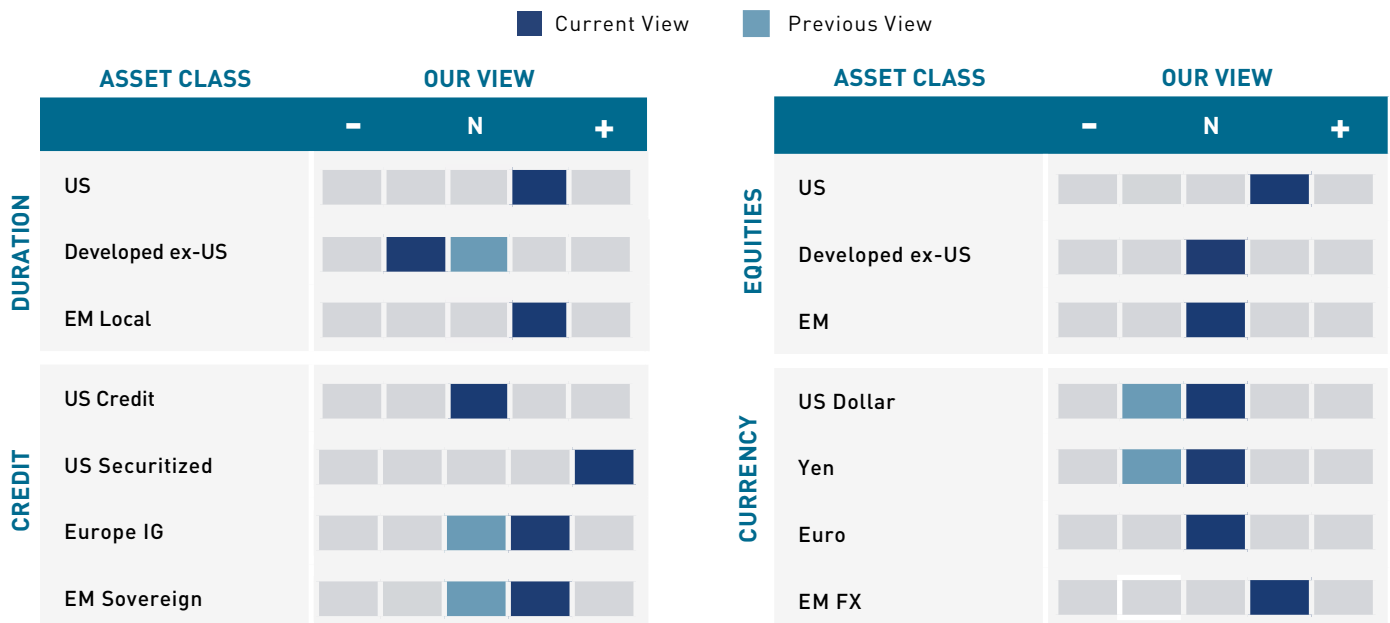 Current View
Previous View
ASSET CLASS OUR VIEW
- N +
DURATION
US
Developed ex-US
EM Local
CREDIT
US Credit
US Securitized
Europe IG
EM Sovereign
ASSET CLASS OUR VIEW
- N +
EQUITIES
US
Developed ex-US
EM
CURRENCY
US Dollar
Yen
Euro
EM FX